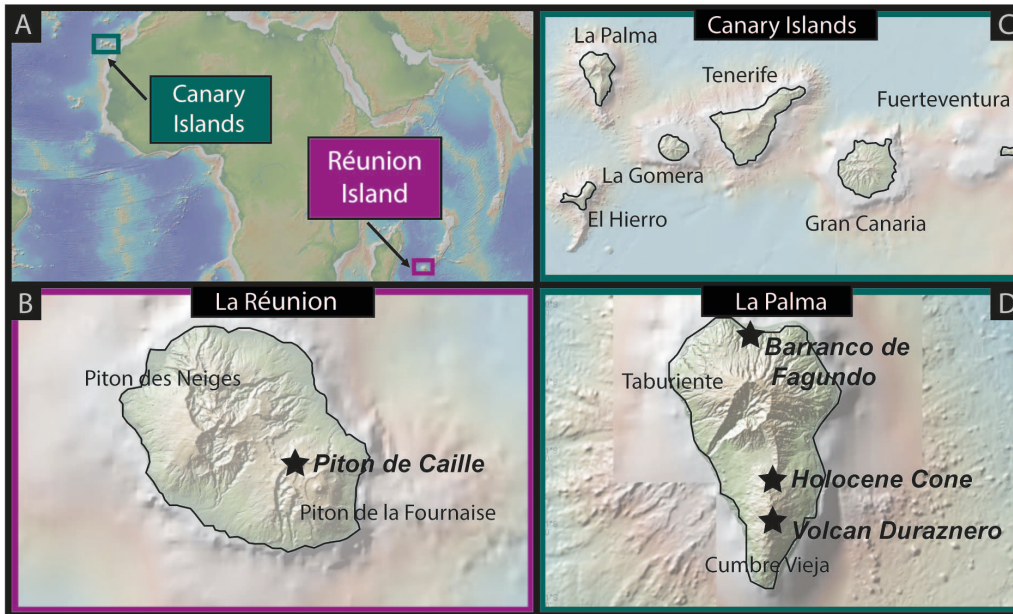 A
Canary
Islands
Réunion
Island
Canary Islands
C
La Palma
Tenerife
Fuerteventura
La Gomera
El Hierro
Gran Canaria
B
La Réunion
Piton des Neiges
Piton de Caille
Piton de la Fournaise
La Palma
D
Barranco de
Fagundo
Taburiente
Holocene Cone
Volcan Duraznero
Cumbre Vieja